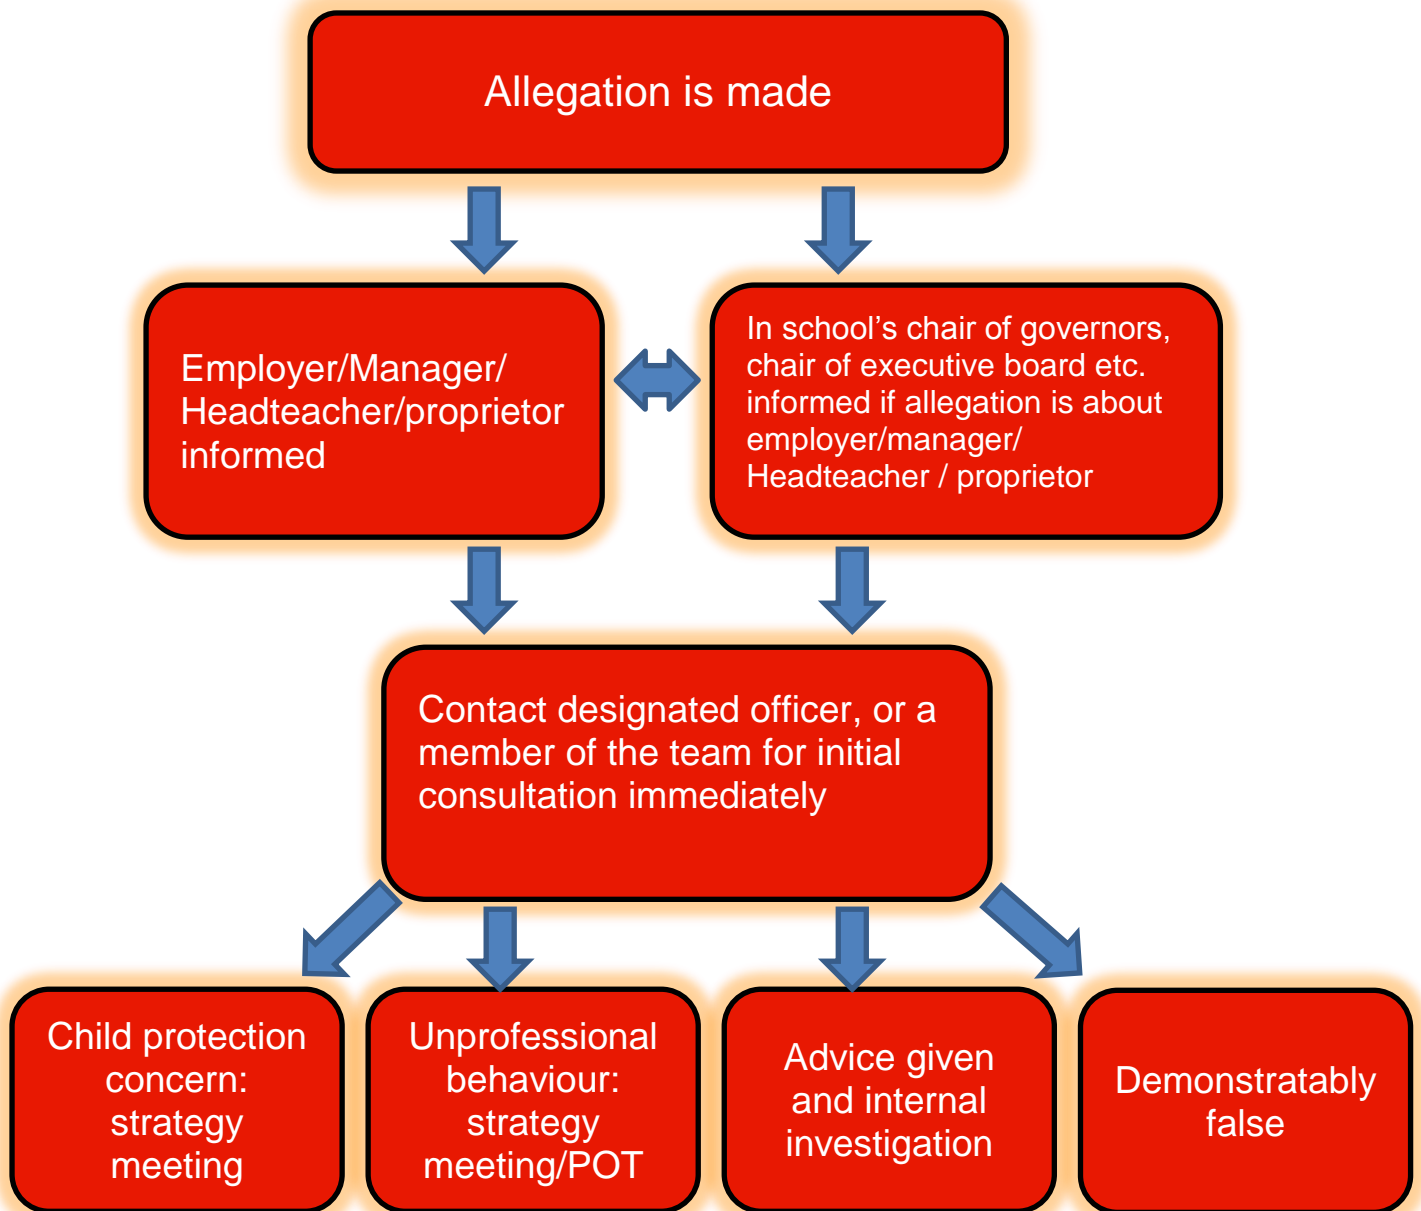 Allegation is made
Employer/Manager/
Headteacher/proprietor
informed
In school’s chair of governors,
chair of executive board etc.
informed if allegation is about
employer/manager/
Headteacher / proprietor
Contact designated officer, or a
member of the team for initial
consultation immediately
Child protection
concern:
strategy
meeting
Unprofessional
behaviour:
strategy
meeting/POT
Advice given
and internal
investigation
Demonstratably
false